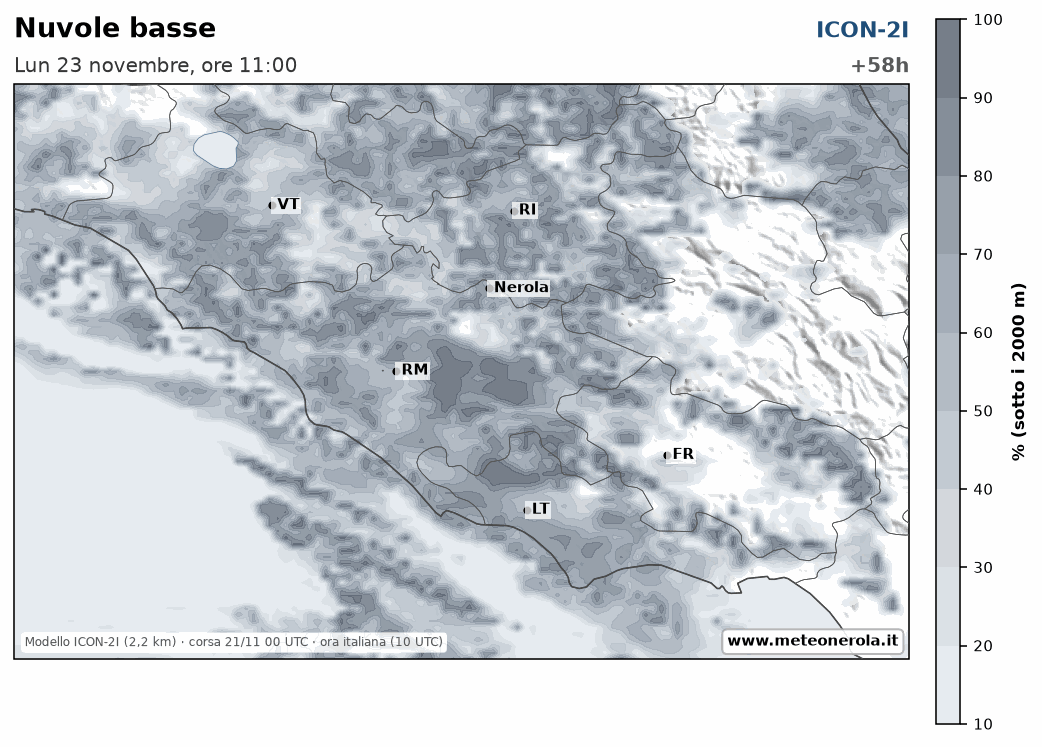 Nuvole basse
ICON-2I
Lun 23 novembre, ore 11:00
+58h
VT
RI
Nerola
RM
FR
LT
Modello ICON-2I (2,2 km) · corsa 21/11 00 UTC · ora italiana (10 UTC)
www.meteonerola.it
100
90
80
70
60
50
40
30
20
10
% (sotto i 2000 m)